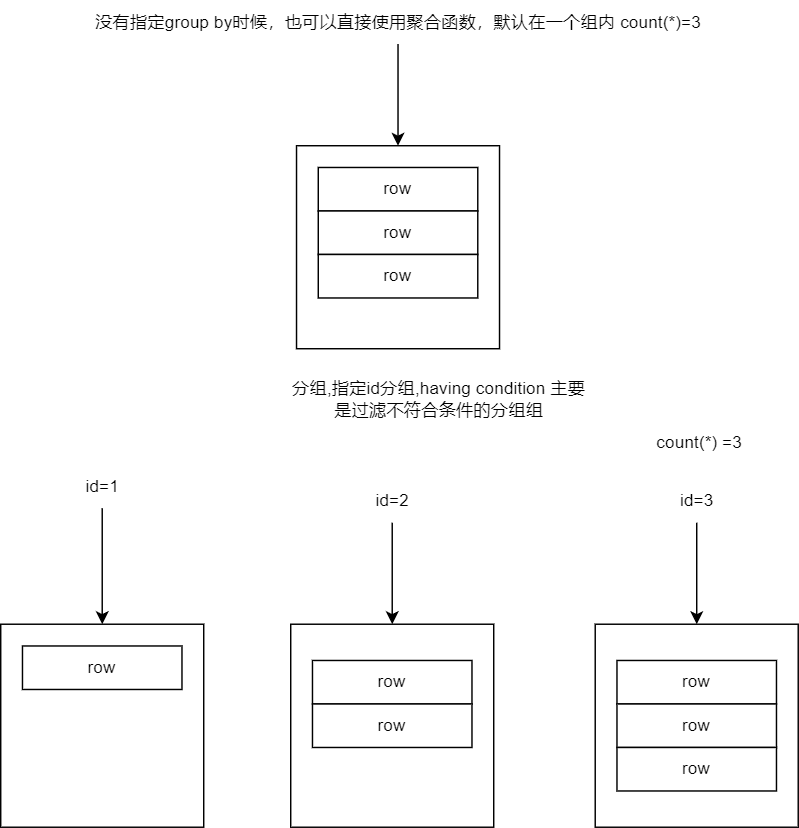 没有指定group by时候，也可以直接使用聚合函数，默认在一个组内 count(*)=3
row
row
row
分组,指定id分组,having condition 主要
是过滤不符合条件的分组组
count(*) =3
id=1
id=2
id=3
row
row
row
row
row
row